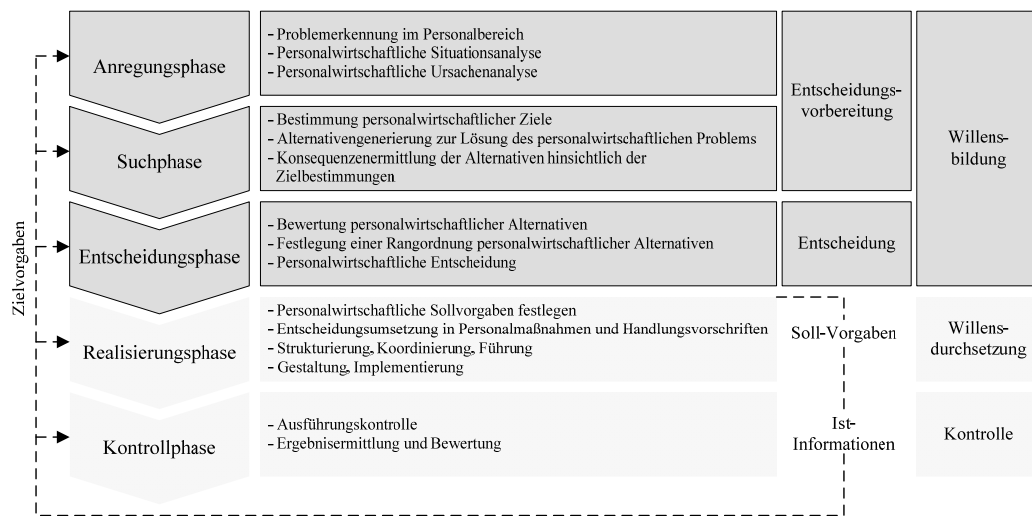 Zielvorgaben
Anregungsphase
- Problemerkennung im Personalbereich
- Personalwirtschaftliche Situationsanalyse
- Personalwirtschaftliche Ursachenanalyse
Entscheidungs-
vorbereitung
Willens-
bildung
Suchphase
- Bestimmung personalwirtschaftlicher Ziele
- Alternativengenerierung zur Lösung des personalwirtschaftlichen Problems
- Konsequenzenermittlung der Alternativen hinsichtlich der
Zielbestimmungen
Entscheidungsphase
- Bewertung personalwirtschaftlicher Alternativen
- Festlegung einer Rangordnung personalwirtschaftlicher Alternativen
- Personalwirtschaftliche Entscheidung
Entscheidung
Realisierungsphase
- Personalwirtschaftliche Sollvorgaben festlegen
- Entscheidungsumsetzung in Personalmaßnahmen und Handlungsvorschriften
- Strukturierung, Koordinierung, Führung
- Gestaltung, Implementierung
Soll-Vorgaben
Willens-
durchsetzung
Kontrollphase
- Ausführungskontrolle
- Ergebnisermittlung und Bewertung
Ist-
Informationen
Kontrolle